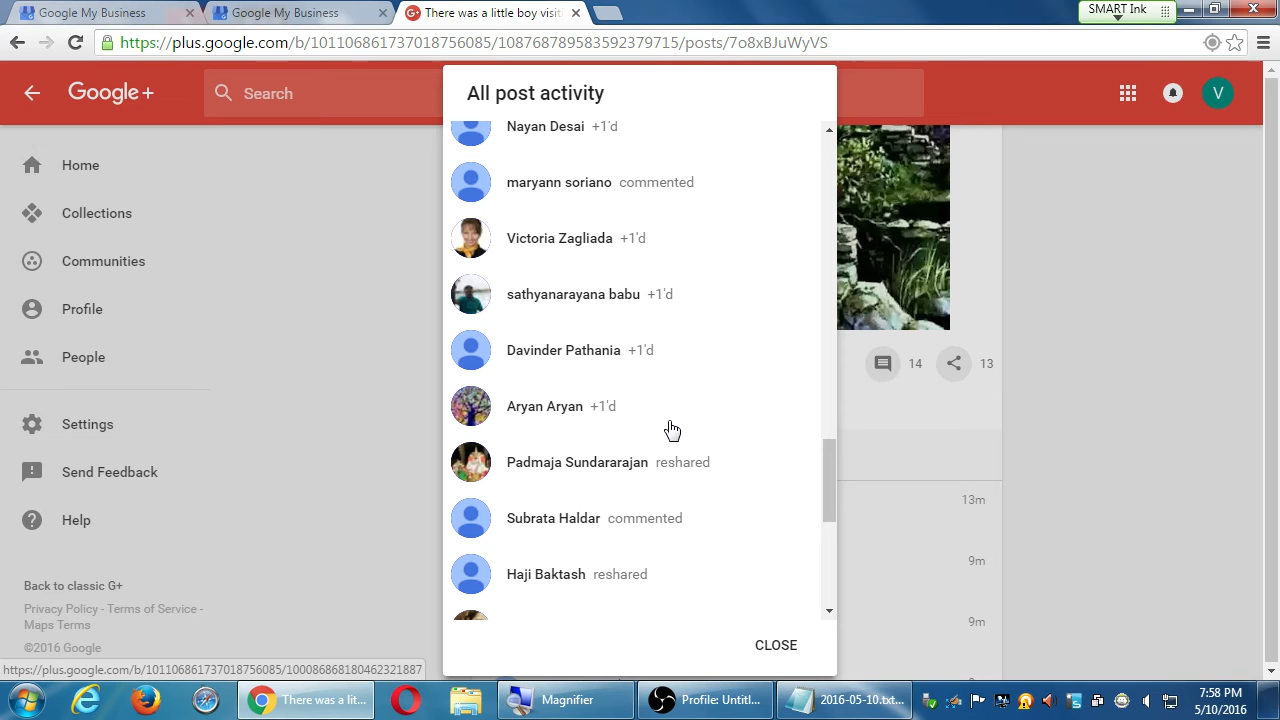 Google My Business
Google My Business
There was a little boy visit
SMART Ink
https://plus.google.com/b/101106861737018756085/108768789583592379715/posts/7o8xBJuWyVS
Google+
Search
V
All post activity
Nayan Desai +1'd
maryann soriano commented
Victoria Zagliada +1'd
sathyanarayana babu +1'd
Davinder Pathania +1'd
Aryan Aryan +1'd
Padmaja Sundararajan reshared
Subrata Haldar commented
Haji Baktash reshared
CLOSE
Home
Collections
Communities
Profile
People
Settings
Send Feedback
Help
Back to classic G+
Privacy Policy - Terms of Service -
Maps Terms
©2016 Google
14
13
13m
9m
9m
https://plus.google.com/b/101106861737018756085/100086868180462321887
There was a lit...
Magnifier
Profile: Untitl...
2016-05-10.txt...
7:58 PM
5/10/2016